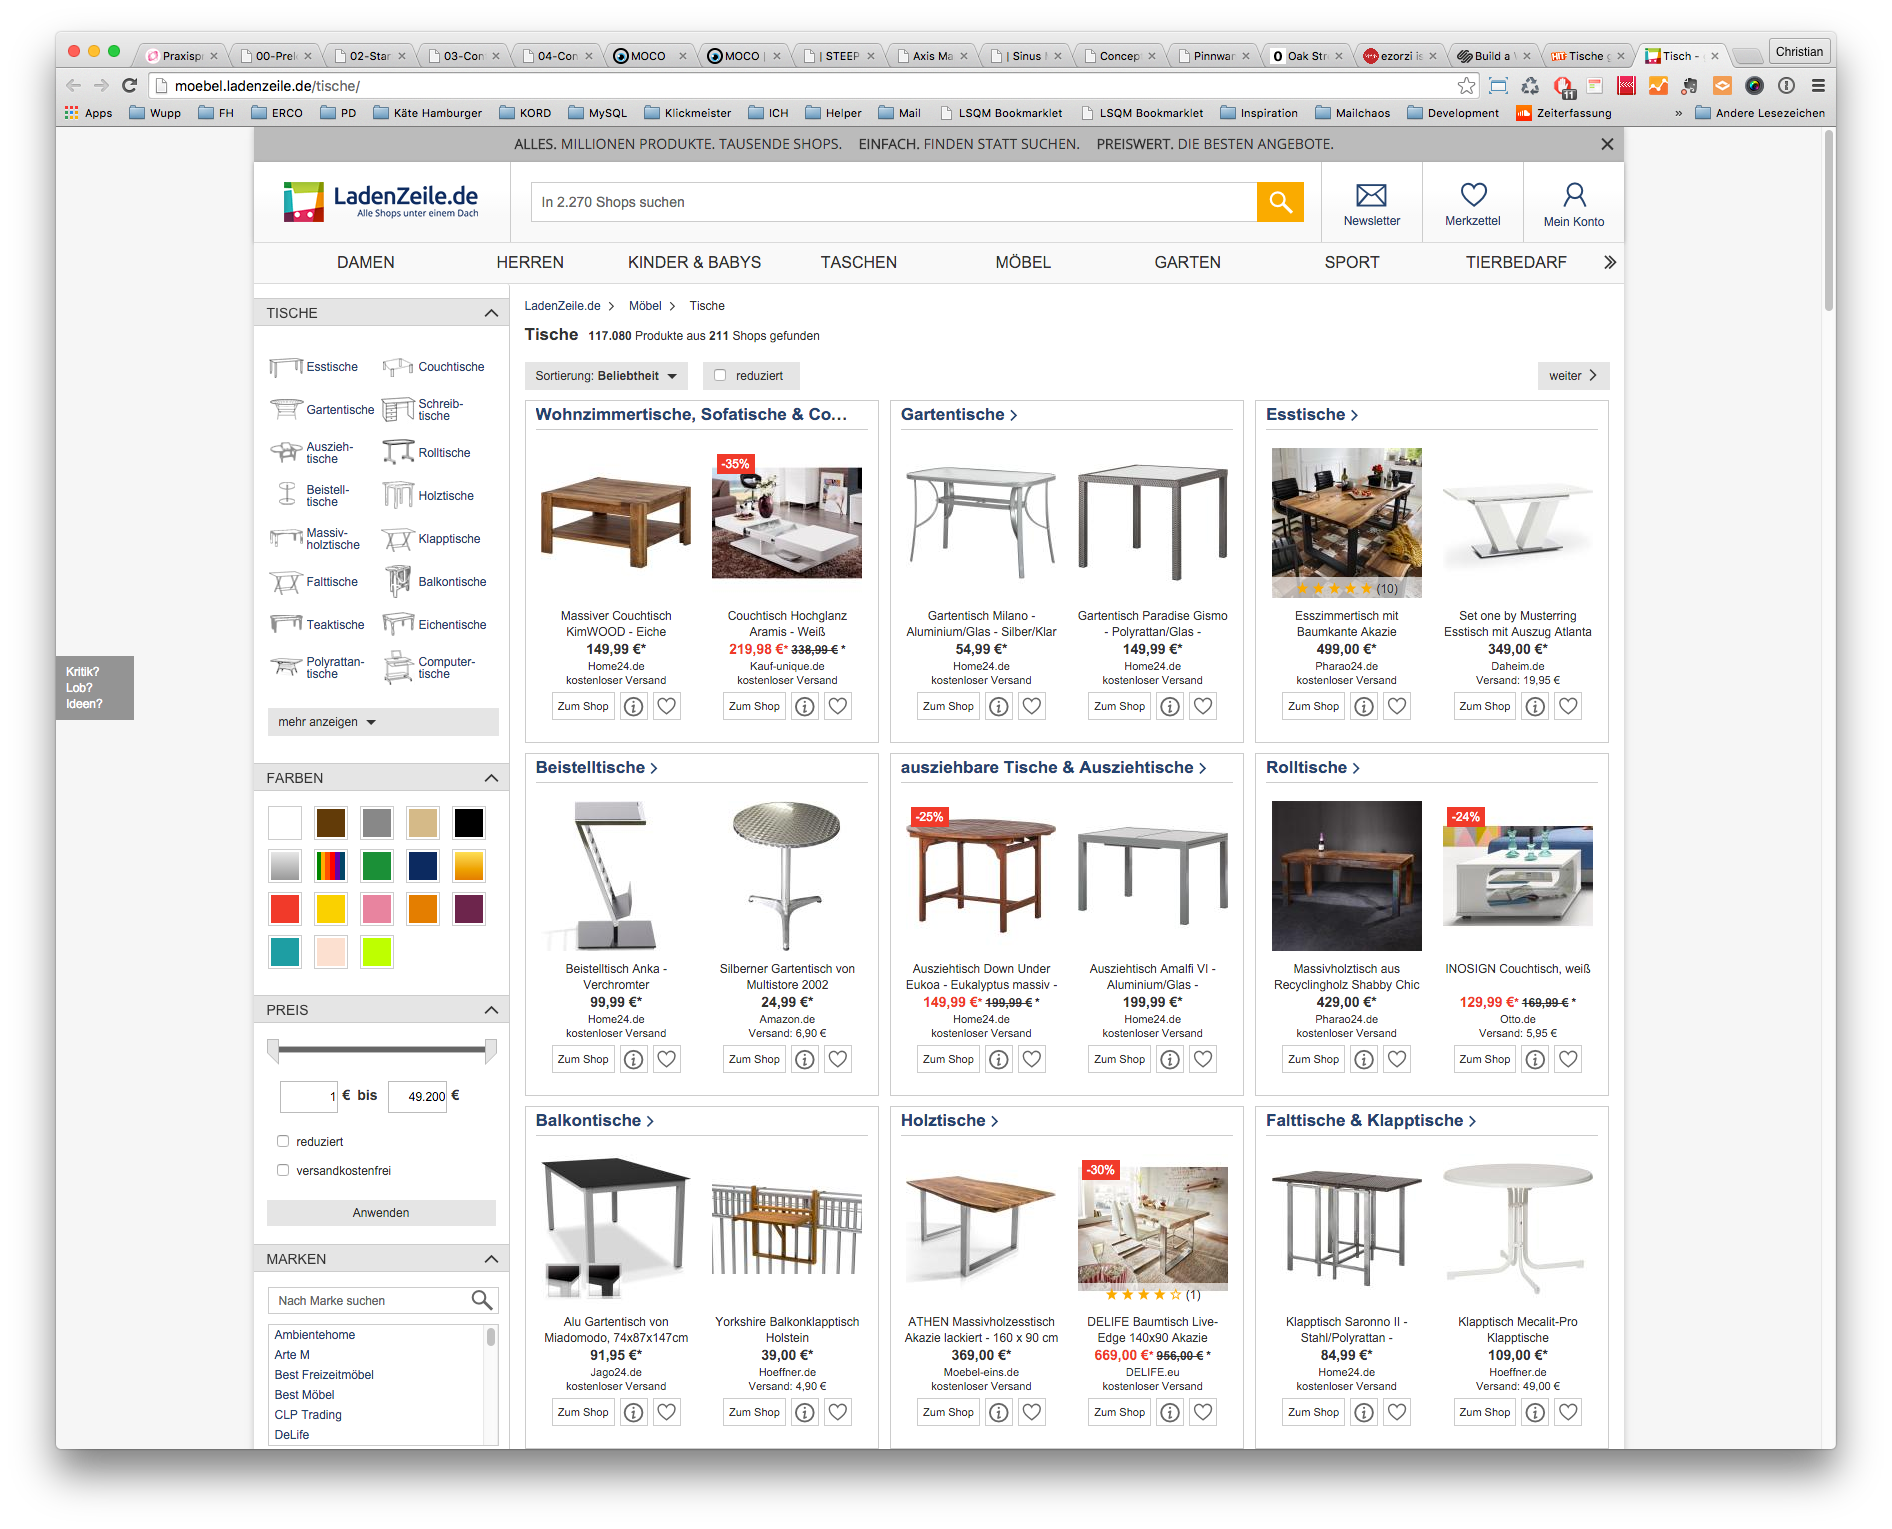 Praxispr
00-Prel
02-Star
03-Con
04-Con
MOCO
MOCO |
| STEEP
Axis Ma
| Sinus
Concep
Pinnwar
Oak Str
ezorzi is
Build a
Tische g
Tisch -
Christian
moebel.ladenzeile.de/tische/
11
Apps
Wupp
FH
ERCO
PD
Käte Hamburger
KORD
MySQL
Klickmeister
ICH
Helper
Mail
LSQM Bookmarklet
LSQM Bookmarklet
Inspiration
Mailchaos
Development
Zeiterfassung
»
Andere Lesezeichen
ALLES. MILLIONEN PRODUKTE. TAUSENDE SHOPS. EINFACH. FINDEN STATT SUCHEN. PREISWERT. DIE BESTEN ANGEBOTE.
LadenZeile.de
Alle Shops unter einem Dach
In 2.270 Shops suchen
Newsletter
Merkzettel
Mein Konto
DAMEN HERREN KINDER & BABYS TASCHEN MÖBEL GARTEN SPORT TIERBEDARF
TISCHE
Esstische
Couchtische
Gartentische
Schreib-
tische
Auszieh-
tische
Rolltische
Beistell-
tische
Holztische
Massiv-
holztische
Klapptische
Falttische
Balkontische
Teaktische
Eichentische
Polyrattan-
tische
Computer-
tische
mehr anzeigen
Kritik?
Lob?
Ideen?
FARBEN
PREIS
1 € bis 49.200 €
reduziert
versandkostenfrei
Anwenden
MARKEN
Nach Marke suchen
Ambientehome
Arte M
Best Freizeitmöbel
Best Möbel
CLP Trading
DeLife
LadenZeile.de > Möbel > Tische
Tische 117.080 Produkte aus 211 Shops gefunden
Sortierung: Beliebtheit
reduziert
weiter
Wohnzimmertische, Sofatische & Co...
Massiver Couchtisch
KimWOOD - Eiche
149,99 €*
Home24.de
kostenloser Versand
Zum Shop
-35%
Couchtisch Hochglanz
Aramis - Weiß
219,98 €* 338,99 € *
Kauf-unique.de
kostenloser Versand
Zum Shop
Gartentische
Gartentisch Milano -
Aluminium/Glas - Silber/Klar
54,99 €*
Home24.de
kostenloser Versand
Zum Shop
Gartentisch Paradise Gismo
- Polyrattan/Glas -
149,99 €*
Home24.de
kostenloser Versand
Zum Shop
Esstische
(10)
Esszimmertisch mit
Baumkante Akazie
499,00 €*
Pharao24.de
kostenloser Versand
Zum Shop
Set one by Musterring
Esstisch mit Auszug Atlanta
349,00 €*
Daheim.de
Versand: 19,95 €
Zum Shop
Beistelltische
Beistelltisch Anka -
Verchromter
99,99 €*
Home24.de
kostenloser Versand
Zum Shop
Silberner Gartentisch von
Multistore 2002
24,99 €*
Amazon.de
Versand: 6,90 €
Zum Shop
ausziehbare Tische & Ausziehtische
-25%
Ausziehtisch Down Under
Eukoa - Eukalyptus massiv -
149,99 €* 199,99 € *
Home24.de
kostenloser Versand
Zum Shop
Ausziehtisch Amalfi VI -
Aluminium/Glas -
199,99 €*
Home24.de
kostenloser Versand
Zum Shop
Rolltische
Massivholztisch aus
Recyclingholz Shabby Chic
429,00 €*
Pharao24.de
kostenloser Versand
Zum Shop
-24%
INOSIGN Couchtisch, weiß
129,99 €* 169,99 € *
Otto.de
Versand: 5,95 €
Zum Shop
Balkontische
Alu Gartentisch von
Miadomodo, 74x87x147cm
91,95 €*
Jago24.de
kostenloser Versand
Zum Shop
Yorkshire Balkonklapptisch
Holstein
39,00 €*
Hoeffner.de
Versand: 4,90 €
Zum Shop
Holztische
ATHEN Massivholzesstisch
Akazie lackiert - 160 x 90 cm
369,00 €*
Moebel-eins.de
kostenloser Versand
Zum Shop
-30%
(1)
DELIFE Baumtisch Live-
Edge 140x90 Akazie
669,00 €* 956,00 € *
DELIFE.eu
kostenloser Versand
Zum Shop
Falttische & Klapptische
Klapptisch Saronno II -
Stahl/Polyrattan -
84,99 €*
Home24.de
kostenloser Versand
Zum Shop
Klapptisch Mecalit-Pro
Klapptische
109,00 €*
Hoeffner.de
Versand: 49,00 €
Zum Shop